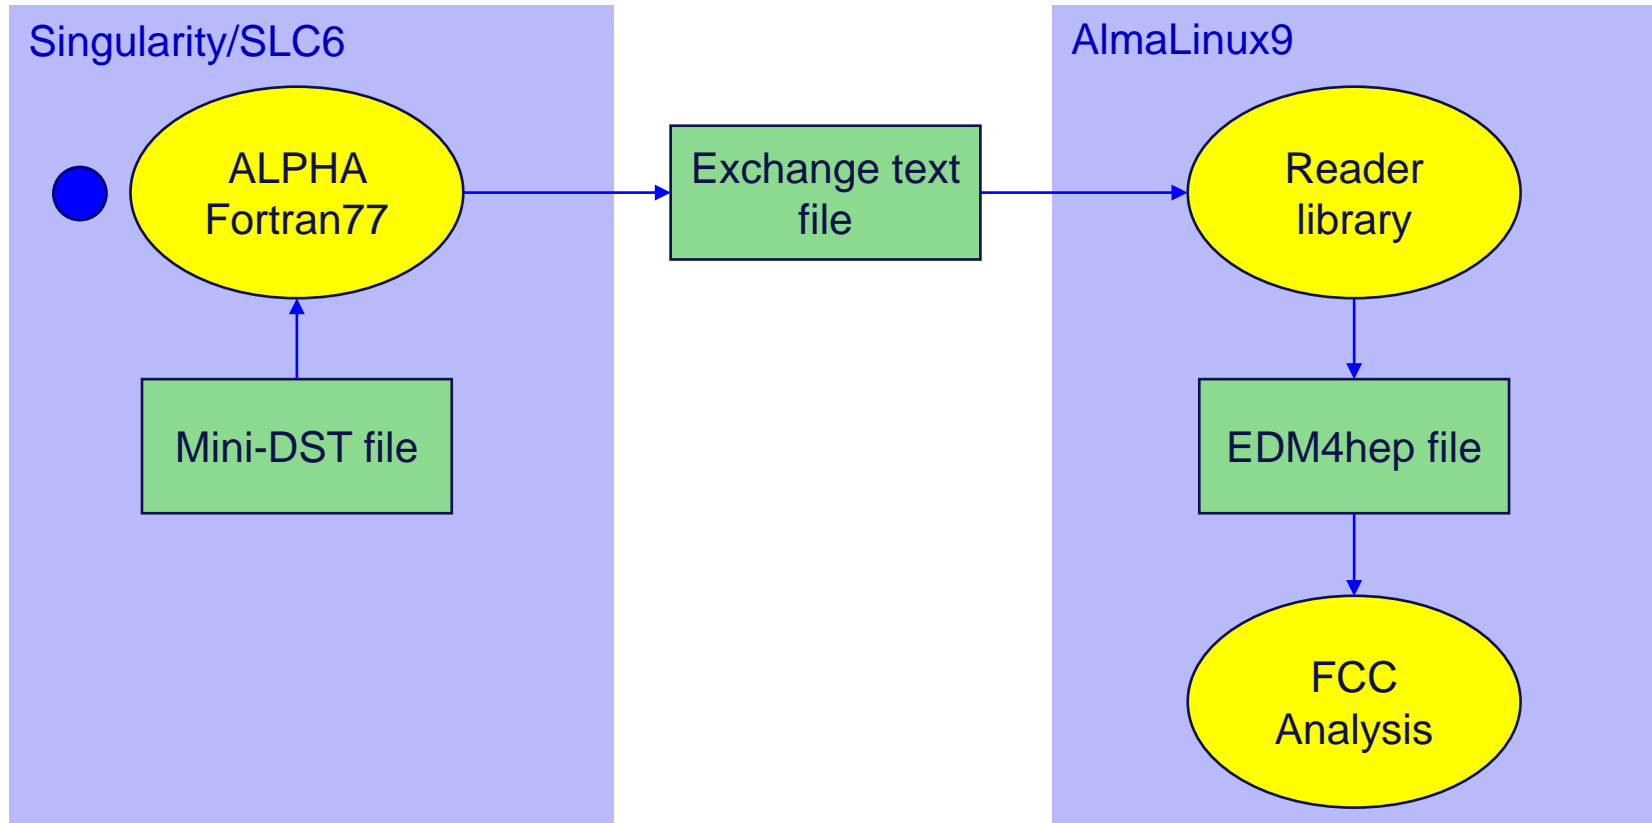 Singularity/SLC6
AlmaLinux9
ALPHA
Fortran77
Exchange text
file
Reader
library
Mini-DST file
EDM4hep file
FCC
Analysis